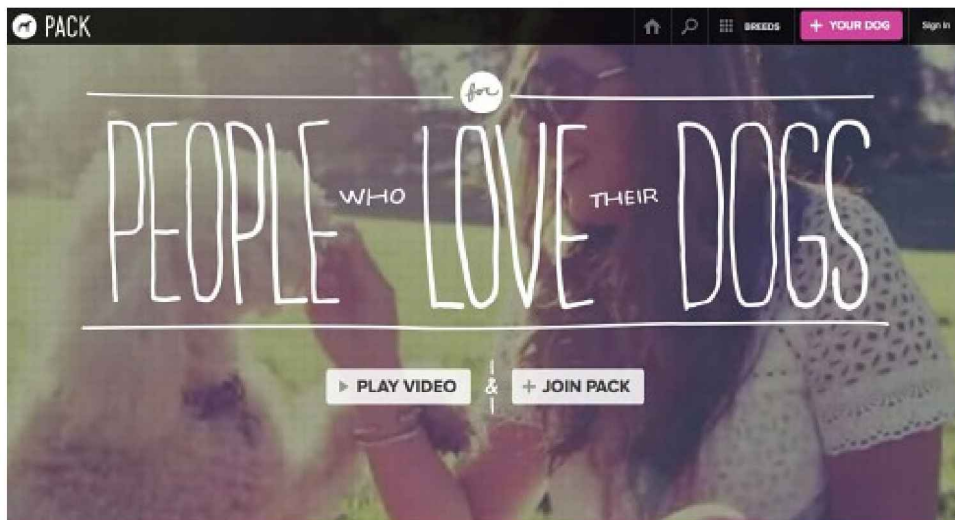 PACK
BREEDS
+ YOUR DOG
Sign In
for
PEOPLE WHO LOVE THEIR DOGS
PLAY VIDEO
&
+ JOIN PACK